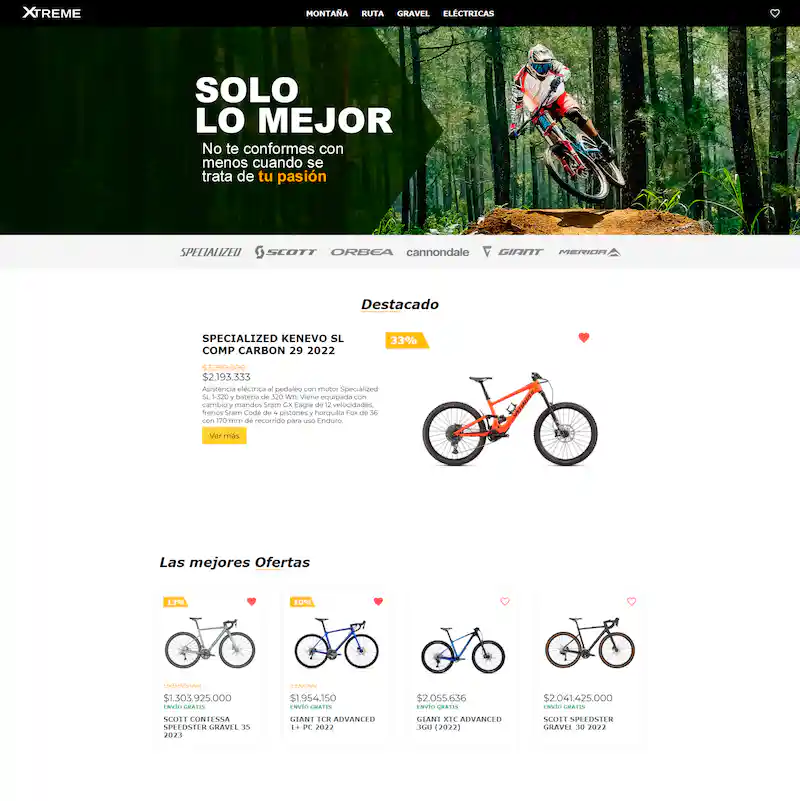 XTREME
MONTAÑA RUTA GRAVEL ELÉCTRICAS
SOLO
LO MEJOR
No te conformes con
menos cuando se
trata de tu pasión
SPECIALIZED SCOTT ORBEA cannondale GIANT MERIDA
Destacado
SPECIALIZED KENEVO SL
COMP CARBON 29 2022
$2.193.333
Asistencia eléctrica al pedaleo con motor Specialized
SL 1-320 y batería de 320 Wh. Viene equipada con
cambio y mandos Sram GX Eagle de 12 velocidades,
frenos Sram Code de 4 pistones y horquilla Fox de 36
con 170 mm de recorrido para uso Enduro.
Ver más
33%
Las mejores Ofertas
13%
$1.303,925.000
ENVÍO GRATIS
SCOTT CONTESSA
SPEEDSTER GRAVEL 35
2023
10%
$1.954.150
ENVÍO GRATIS
GIANT TCR ADVANCED
1+ PC 2022
$2.055.636
ENVÍO GRATIS
GIANT XTC ADVANCED
3GU (2022)
$2.041,425.000
ENVÍO GRATIS
SCOTT SPEEDSTER
GRAVEL 30 2022